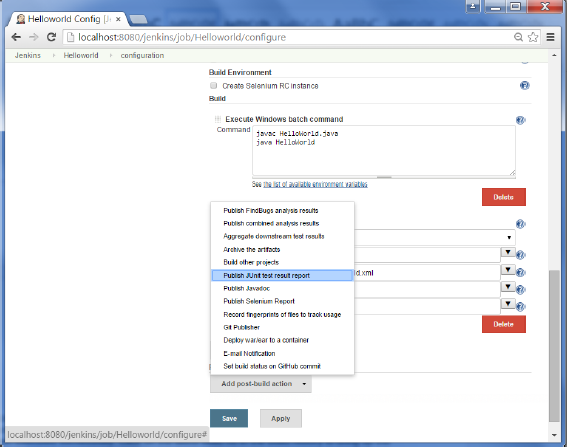 Helloworld Config [Je
localhost:8080/jenkins/job/Helloworld/configure
Jenkins
Helloworld
configuration
Build Environment
Create Selenium RC instance
Build
Execute Windows batch command
Command
javac HelloWorld.java
java HelloWorld
See the list of available environment variables
Delete
Publish FindBugs analysis results
Publish combined analysis results
Aggregate downstream test results
Archive the artifacts
Build other projects
Publish JUnit test result report
Publish Javadoc
Publish Selenium Report
Record fingerprints of files to track usage
Git Publisher
Deploy war/ear to a container
E-mail Notification
Set build status on GitHub commit
ld.xml
Delete
Add post-build action
Save
Apply
localhost:8080/jenkins/job/Helloworld/configure#